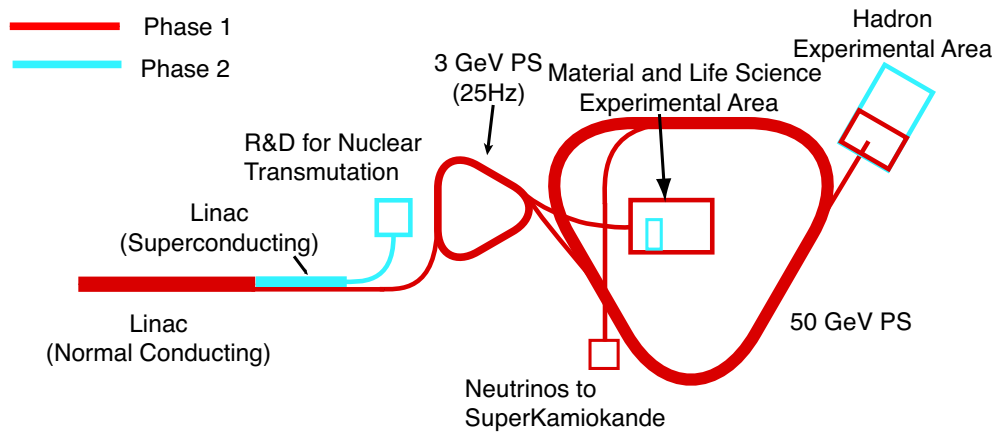 Phase 1
Phase 2
Hadron
Experimental Area
3 GeV PS
(25Hz)
Material and Life Science
Experimental Area
R&D for Nuclear
Transmutation
Linac
(Superconducting)
Linac
(Normal Conducting)
50 GeV PS
Neutrinos to
SuperKamiokande